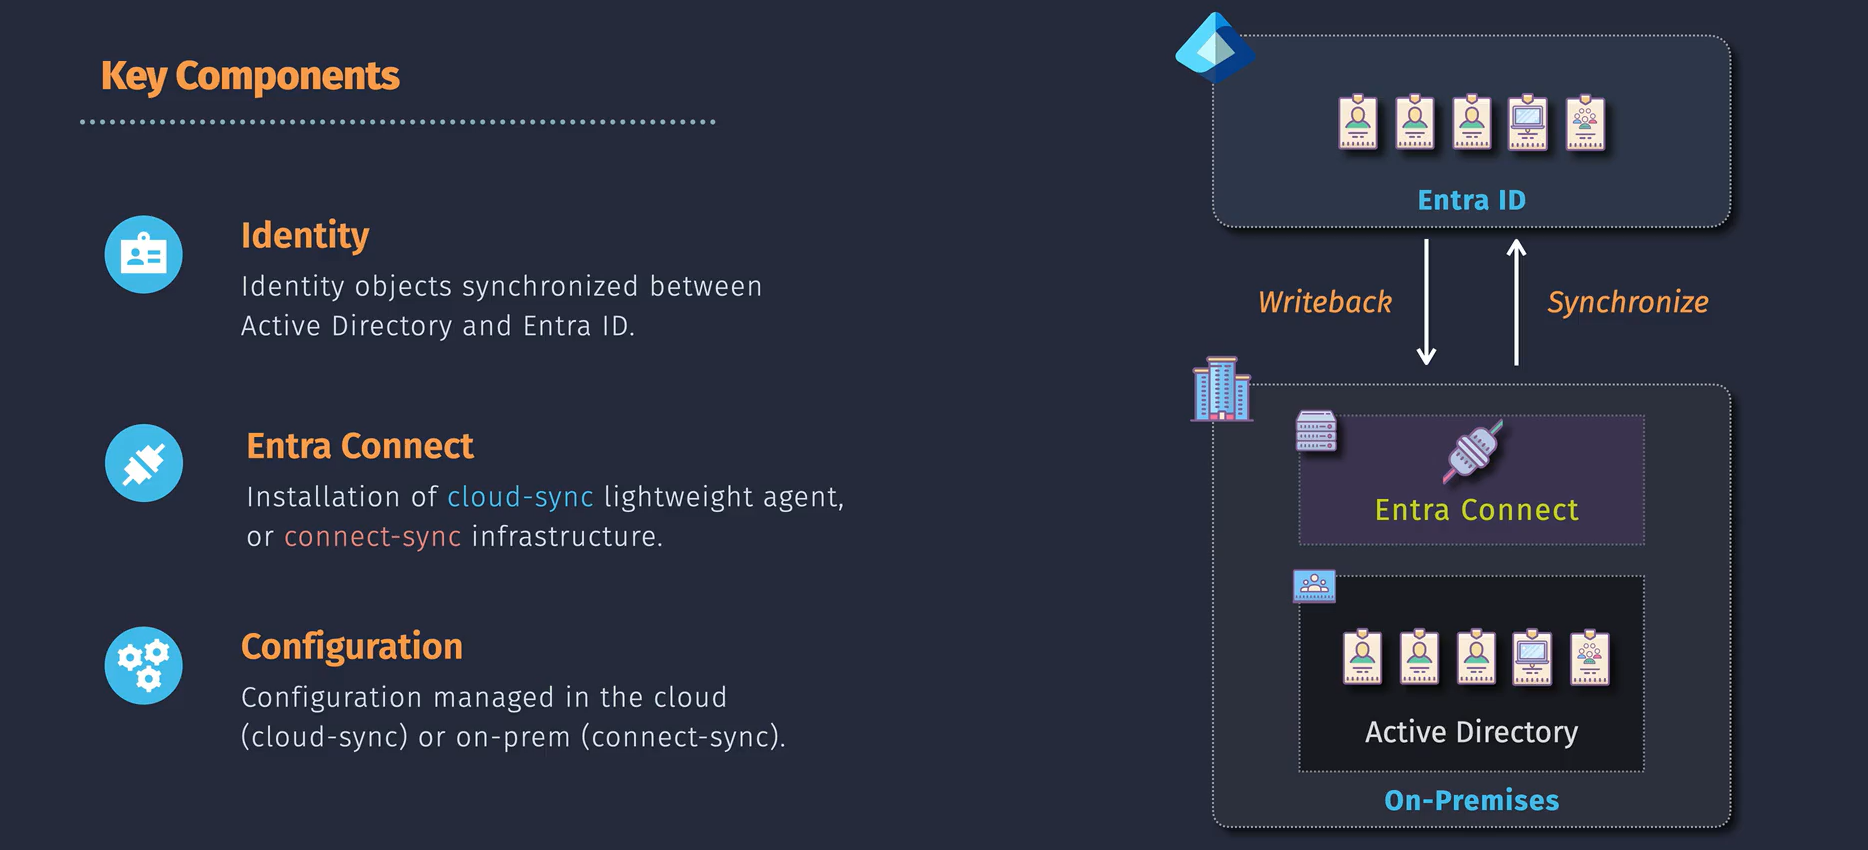 Key Components
Identity
Identity objects synchronized between
Active Directory and Entra ID.
Entra Connect
Installation of cloud-sync lightweight agent,
or connect-sync infrastructure.
Configuration
Configuration managed in the cloud
(cloud-sync) or on-prem (connect-sync).
Entra ID
Writeback
Synchronize
Entra Connect
Active Directory
On-Premises